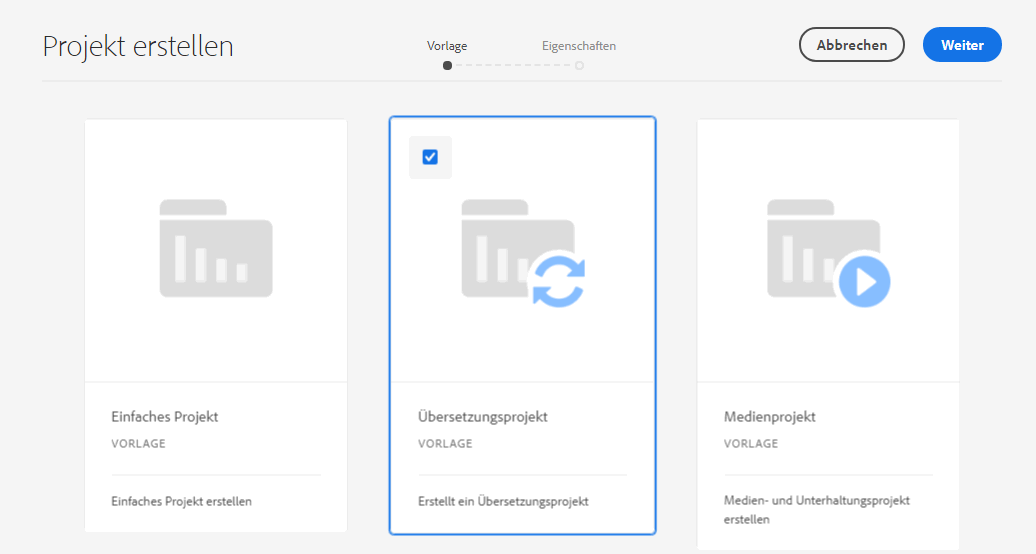 Projekt erstellen
Vorlage
Eigenschaften
Abbrechen
Weiter
Einfaches Projekt
VORLAGE
Einfaches Projekt erstellen
Übersetzungsprojekt
VORLAGE
Erstellt ein Übersetzungsprojekt
Medienprojekt
VORLAGE
Medien- und Unterhaltungsprojekt
erstellen